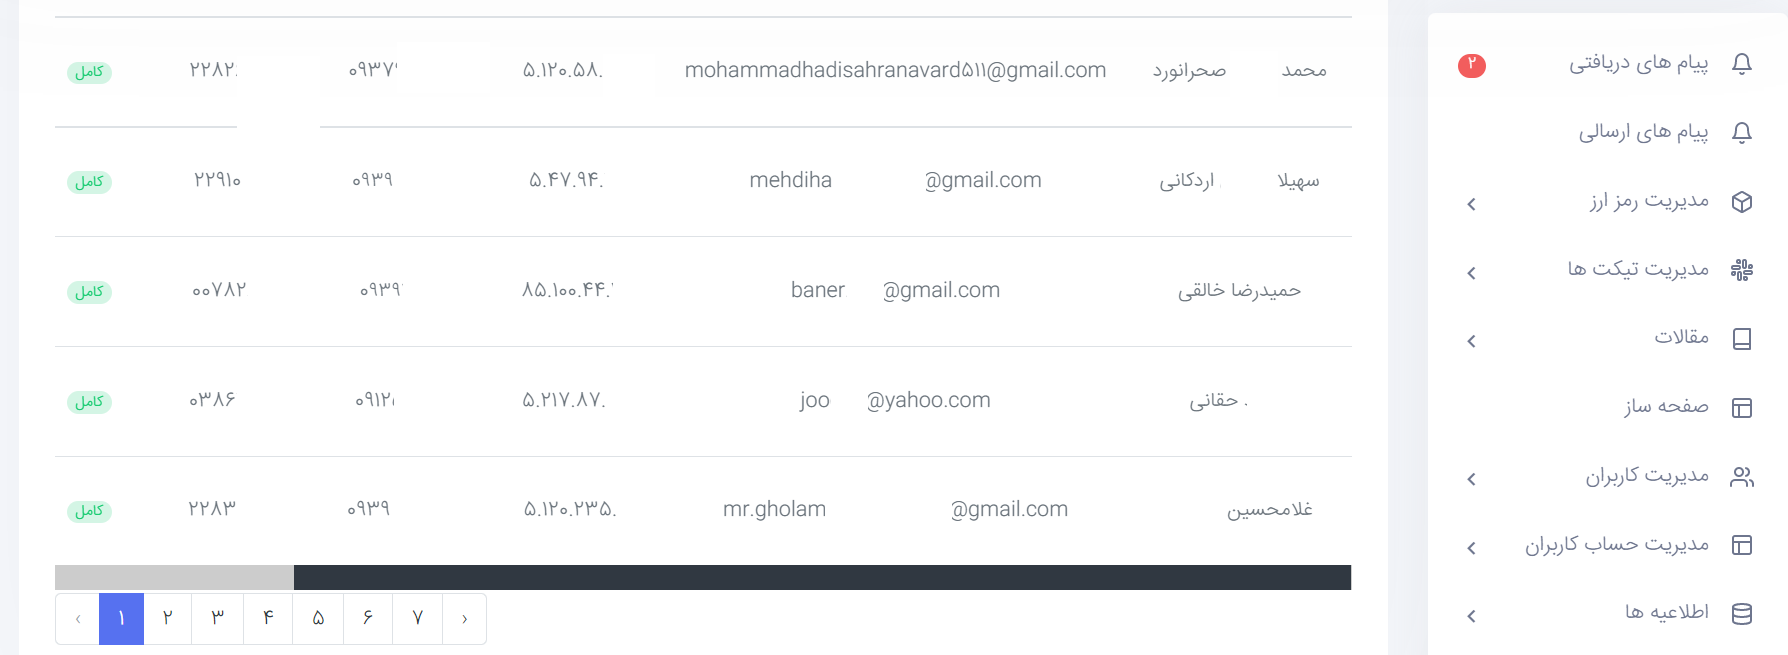 پیام های دریافتی ۲
پیام های ارسالی
مدیریت رمز ارز
مدیریت تیکت ها
مقالات
صفحه ساز
مدیریت کاربران
مدیریت حساب کاربران
اطلاعیه ها
محمد صحرانورد mohammadhadisahranavard۵۱۱@gmail.com ۵.۱۲۰.۵۸. ۰۹۳۷۹ ۲۲۸۲ کامل
سهیلا اردکانی mehdiha @gmail.com ۵.۴۷.۹۴. ۰۹۳۹ ۲۲۹۱۰ کامل
حمیدرضا خالقی baner @gmail.com ۸۵.۱۰۰.۴۴. ۰۹۳۹ ۰۰۷۸۲ کامل
حقانی joo @yahoo.com ۵.۲۱۷.۸۷. ۰۹۱۲ ۰۳۸۶ کامل
غلامحسین mr.gholam @gmail.com ۵.۱۲۰.۲۳۵. ۰۹۳۹ ۲۲۸۳ کامل
‹ ۱ ۲ ۳ ۴ ۵ ۶ ۷ ›